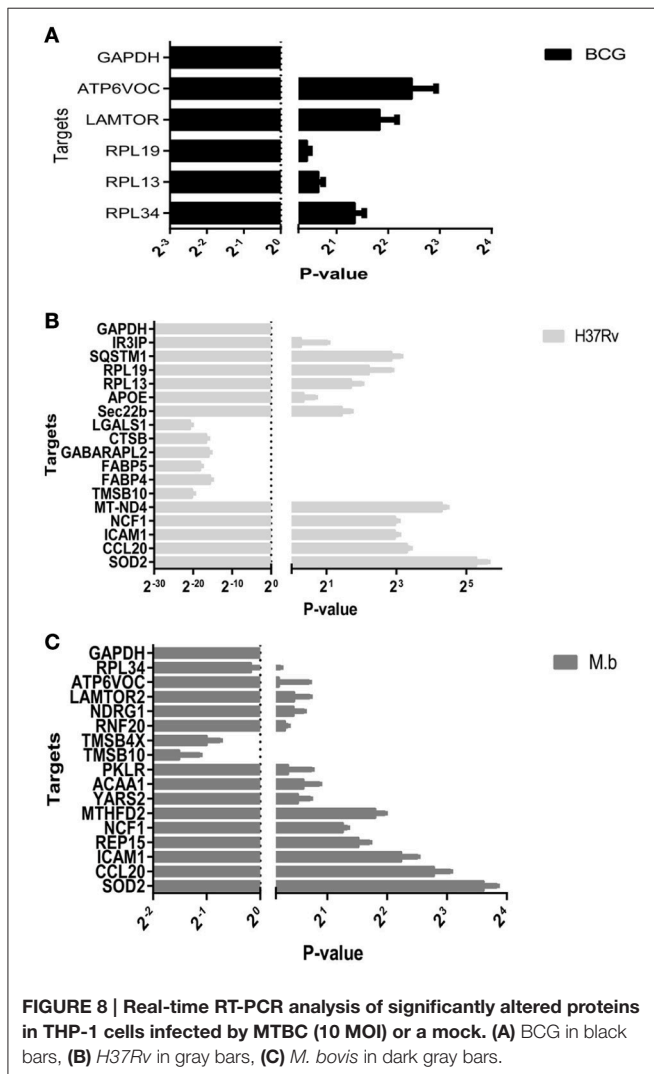 A
BCG
Targets
GAPDH
ATP6VOC
LAMTOR
RPL19
RPL13
RPL34
2-3
2-2
2-1
20
21
22
23
24
P-value
B
H37Rv
Targets
GAPDH
IR3IP
SQSTM1
RPL19
RPL13
APOE
Sec22b
LGALS1
CTSB
GABARAPL2
FABP5
FABP4
TMSB10
MT-ND4
NCF1
ICAM1
CCL20
SOD2
2-30
2-20
2-10
20
21
23
25
P-value
C
M.b
Targets
GAPDH
RPL34
ATP6VOC
LAMTOR2
NDRG1
RNF20
TMSB4X
TMSB10
PKLR
ACAA1
YARS2
MTHFD2
NCF1
REP15
ICAM1
CCL20
SOD2
2-2
2-1
20
21
22
23
24
P-value
FIGURE 8 | Real-time RT-PCR analysis of significantly altered proteins
in THP-1 cells infected by MTBC (10 MOI) or a mock. (A) BCG in black
bars, (B) H37Rv in gray bars, (C) M. bovis in dark gray bars.